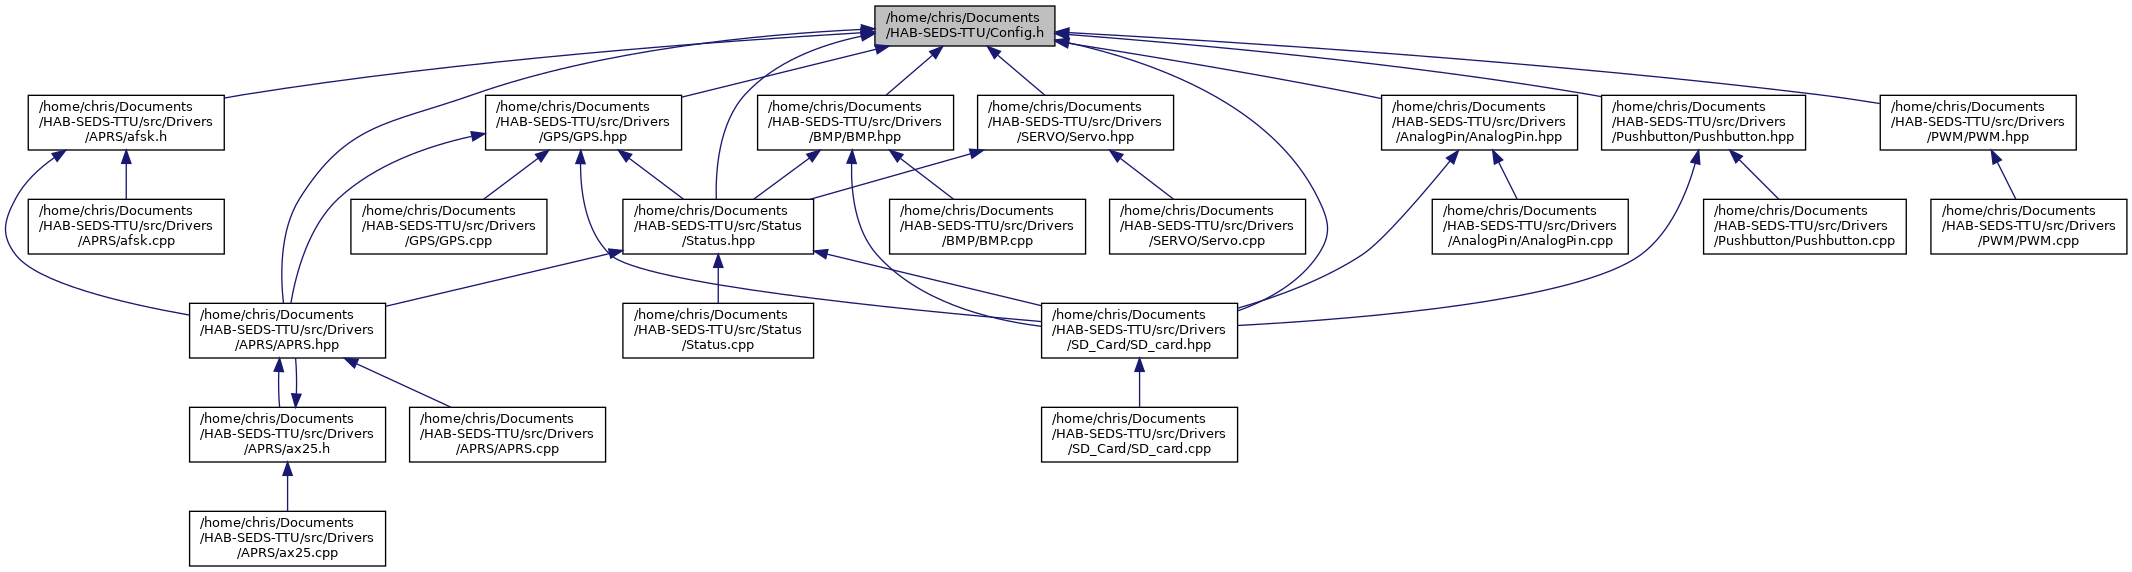 /home/chris/Documents
/HAB-SEDS-TTU/Config.h
/home/chris/Documents
/HAB-SEDS-TTU/src/Drivers
/APRS/afsk.h
/home/chris/Documents
/HAB-SEDS-TTU/src/Drivers
/GPS/GPS.hpp
/home/chris/Documents
/HAB-SEDS-TTU/src/Drivers
/BMP/BMP.hpp
/home/chris/Documents
/HAB-SEDS-TTU/src/Drivers
/SERVO/Servo.hpp
/home/chris/Documents
/HAB-SEDS-TTU/src/Drivers
/AnalogPin/AnalogPin.hpp
/home/chris/Documents
/HAB-SEDS-TTU/src/Drivers
/Pushbutton/Pushbutton.hpp
/home/chris/Documents
/HAB-SEDS-TTU/src/Drivers
/PWM/PWM.hpp
/home/chris/Documents
/HAB-SEDS-TTU/src/Drivers
/APRS/afsk.cpp
/home/chris/Documents
/HAB-SEDS-TTU/src/Drivers
/GPS/GPS.cpp
/home/chris/Documents
/HAB-SEDS-TTU/src/Status
/Status.hpp
/home/chris/Documents
/HAB-SEDS-TTU/src/Drivers
/BMP/BMP.cpp
/home/chris/Documents
/HAB-SEDS-TTU/src/Drivers
/SERVO/Servo.cpp
/home/chris/Documents
/HAB-SEDS-TTU/src/Drivers
/AnalogPin/AnalogPin.cpp
/home/chris/Documents
/HAB-SEDS-TTU/src/Drivers
/Pushbutton/Pushbutton.cpp
/home/chris/Documents
/HAB-SEDS-TTU/src/Drivers
/PWM/PWM.cpp
/home/chris/Documents
/HAB-SEDS-TTU/src/Drivers
/APRS/APRS.hpp
/home/chris/Documents
/HAB-SEDS-TTU/src/Status
/Status.cpp
/home/chris/Documents
/HAB-SEDS-TTU/src/Drivers
/SD_Card/SD_card.hpp
/home/chris/Documents
/HAB-SEDS-TTU/src/Drivers
/APRS/ax25.h
/home/chris/Documents
/HAB-SEDS-TTU/src/Drivers
/APRS/APRS.cpp
/home/chris/Documents
/HAB-SEDS-TTU/src/Drivers
/SD_Card/SD_card.cpp
/home/chris/Documents
/HAB-SEDS-TTU/src/Drivers
/APRS/ax25.cpp